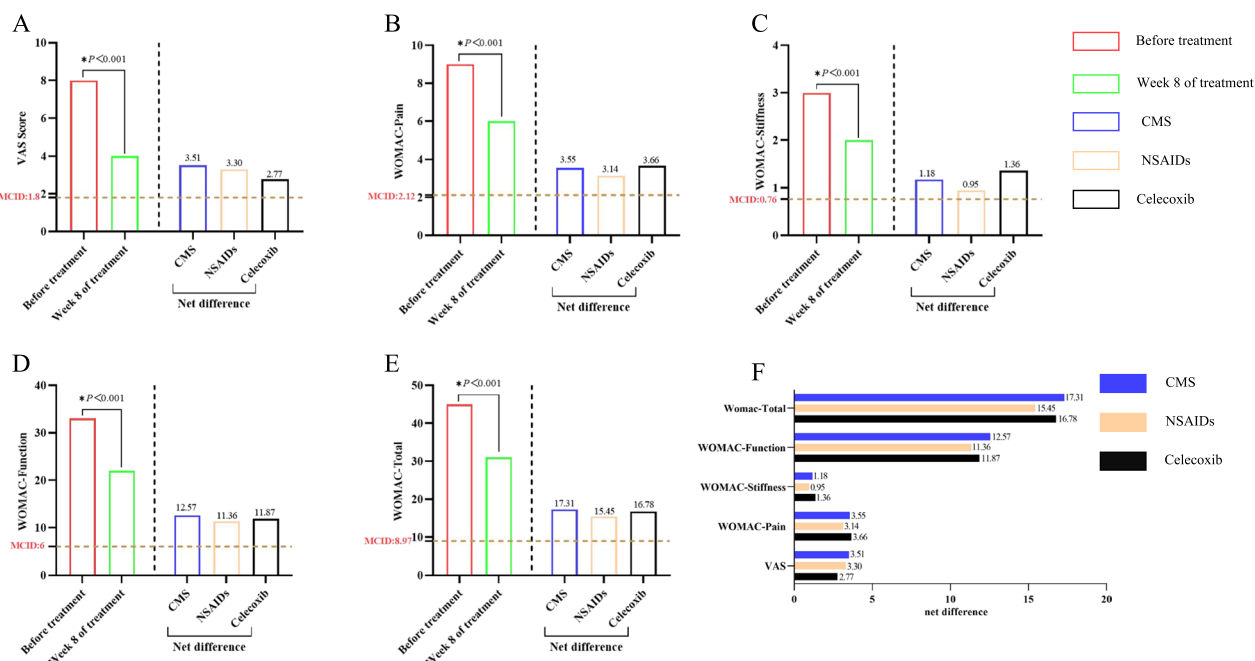 A
10
8
6
4
2
0
VAS Score
MCID:1.8
∗P<0.001
3.51
3.30
2.77
Before treatment
Week 8 of treatment
CMS
NSAIDs
Celecoxib
Net difference
B
10
8
6
4
2
0
WOMAC-Pain
MCID:2.12
∗P<0.001
3.55
3.14
3.66
Before treatment
Week 8 of treatment
CMS
NSAIDs
Celecoxib
Net difference
C
4
3
2
1
0
WOMAC-Stiffness
MCID:0.76
∗P<0.001
1.18
0.95
1.36
Before treatment
Week 8 of treatment
CMS
NSAIDs
Celecoxib
Net difference
Before treatment
Week 8 of treatment
CMS
NSAIDs
Celecoxib
D
40
30
20
10
0
WOMAC-Function
MCID:6
∗P<0.001
12.57
11.36
11.87
Before treatment
Week 8 of treatment
CMS
NSAIDs
Celecoxib
Net difference
E
50
40
30
20
10
0
WOMAC-Total
MCID:8.97
∗P<0.001
17.31
15.45
16.78
Before treatment
Week 8 of treatment
CMS
NSAIDs
Celecoxib
Net difference
F
Womac-Total
17.31
15.45
16.78
WOMAC-Function
12.57
11.36
11.87
WOMAC-Stiffness
1.18
0.95
1.36
WOMAC-Pain
3.55
3.14
3.66
VAS
3.51
3.30
2.77
0
5
10
15
20
net difference
CMS
NSAIDs
Celecoxib